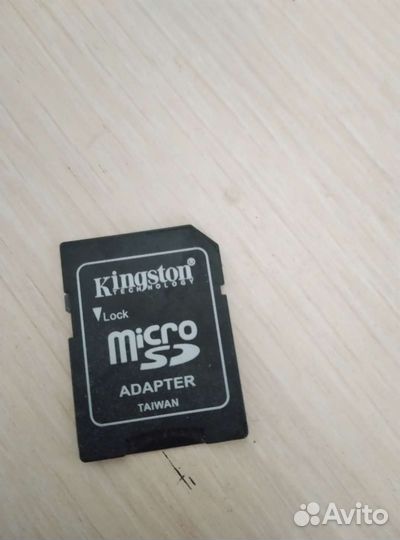 Kingston®
TECHNOLOGY
Lock
micro
SD
ADAPTER
TAIWAN
Avito